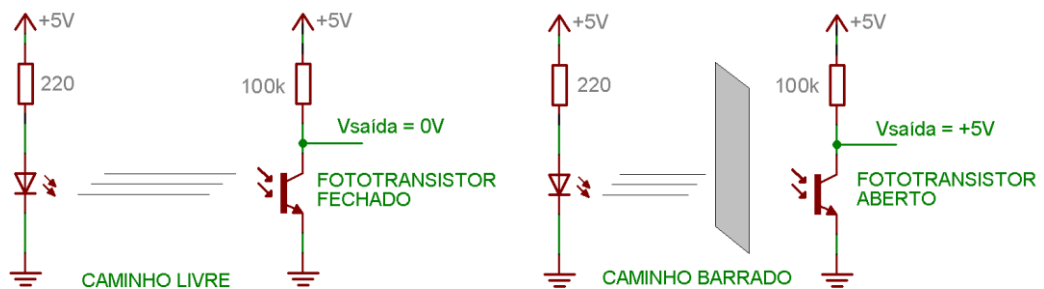 +5V
220
+5V
100k
Vsaída = 0V
FOTOTRANSISTOR
FECHADO
CAMINHO LIVRE
+5V
220
+5V
100k
Vsaída = +5V
FOTOTRANSISTOR
ABERTO
CAMINHO BARRADO